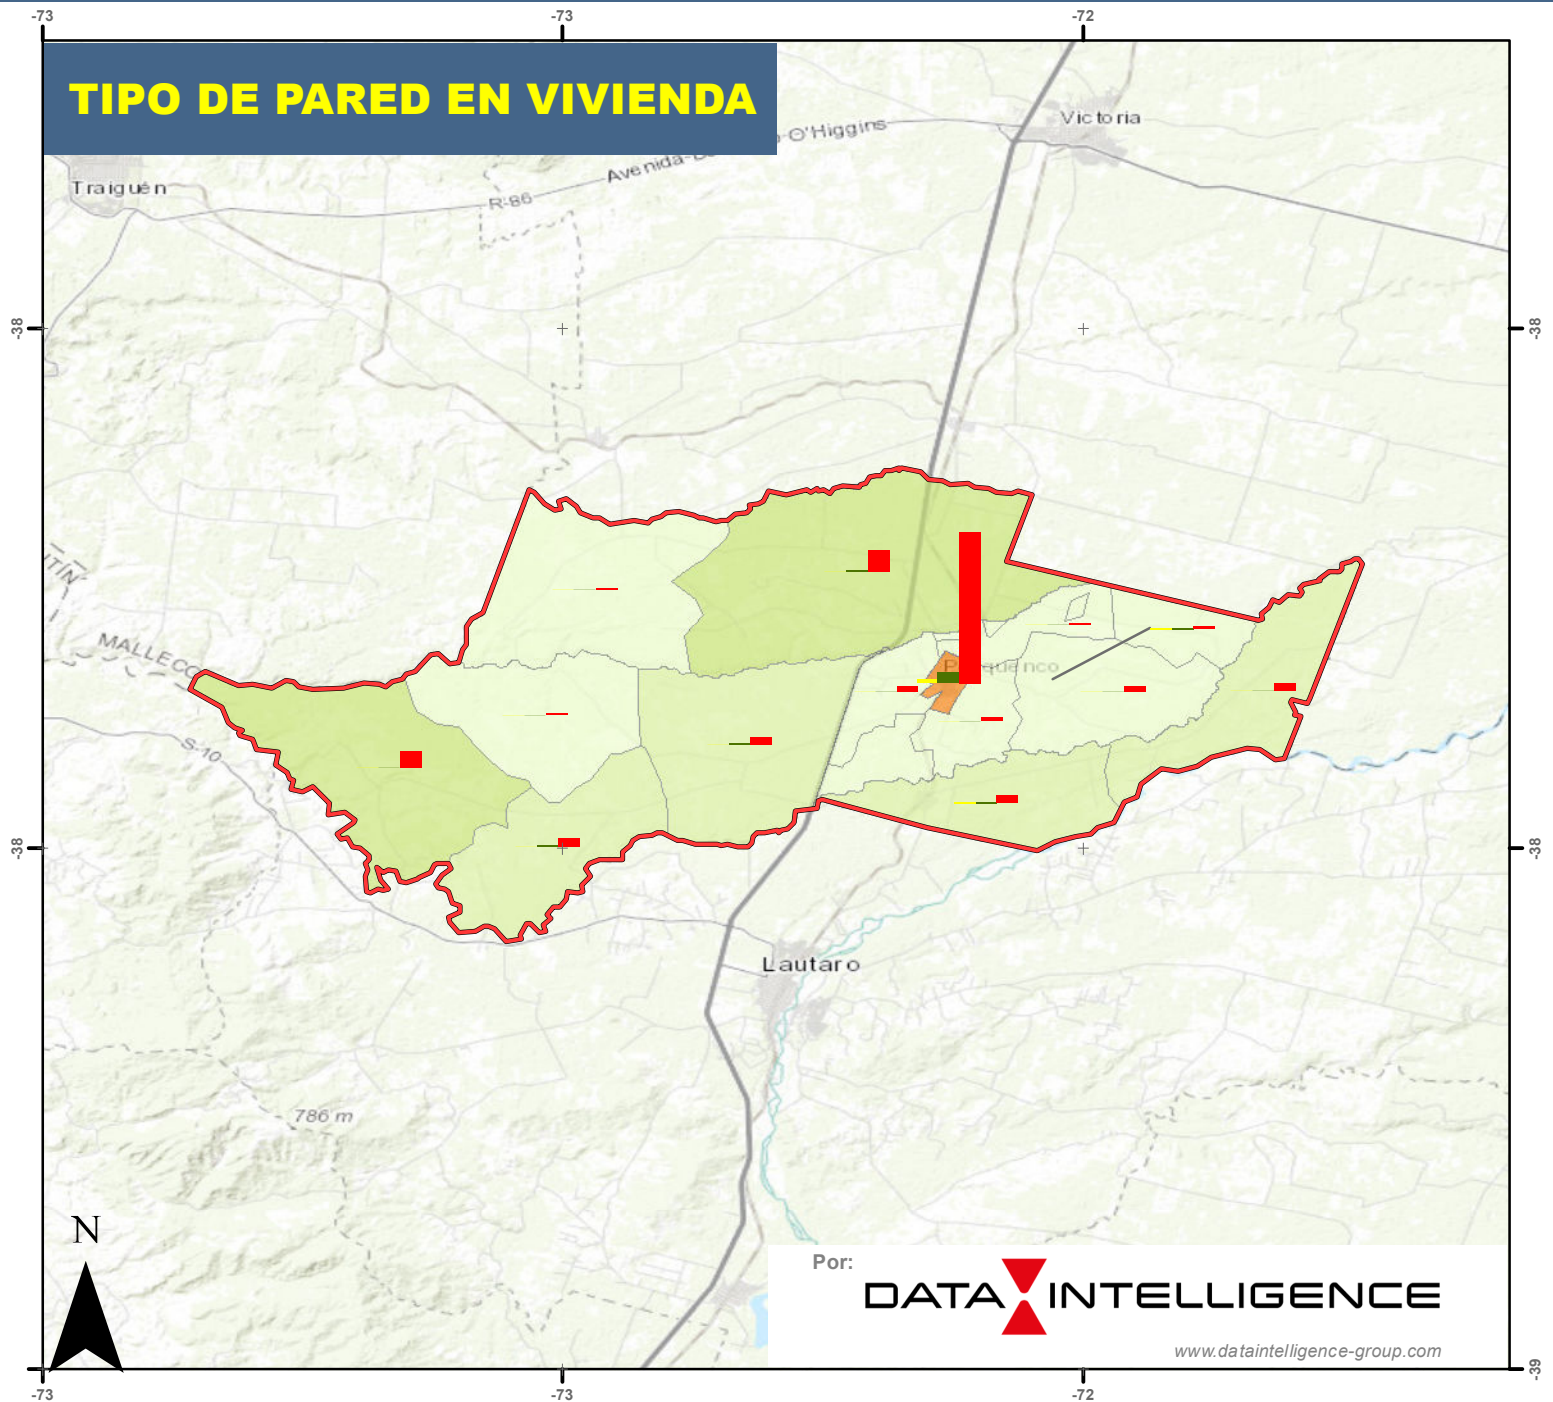 -73
-73
-72
TIPO DE PARED EN VIVIENDA
Victoria
O'Higgins
Avenida
Traiguén
R-86
-38
-38
MALLECO
S-10
-38
-38
Lautaro
786 m
N
Por:
DATA INTELLIGENCE
www.dataintelligence-group.com
-39
-73
-73
-72